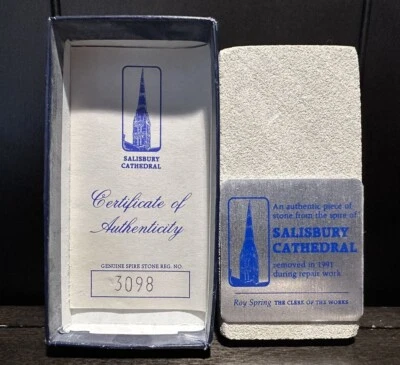 SALISBURY
CATHEDRAL
Certificate of
Authenticity
GENUINE SPIRE STONE REG. NO.
3098
An authentic piece of
stone from the spire of
SALISBURY
CATHEDRAL
removed in 1991
during repair work
Roy Spring THE CLERK OF THE WORKS